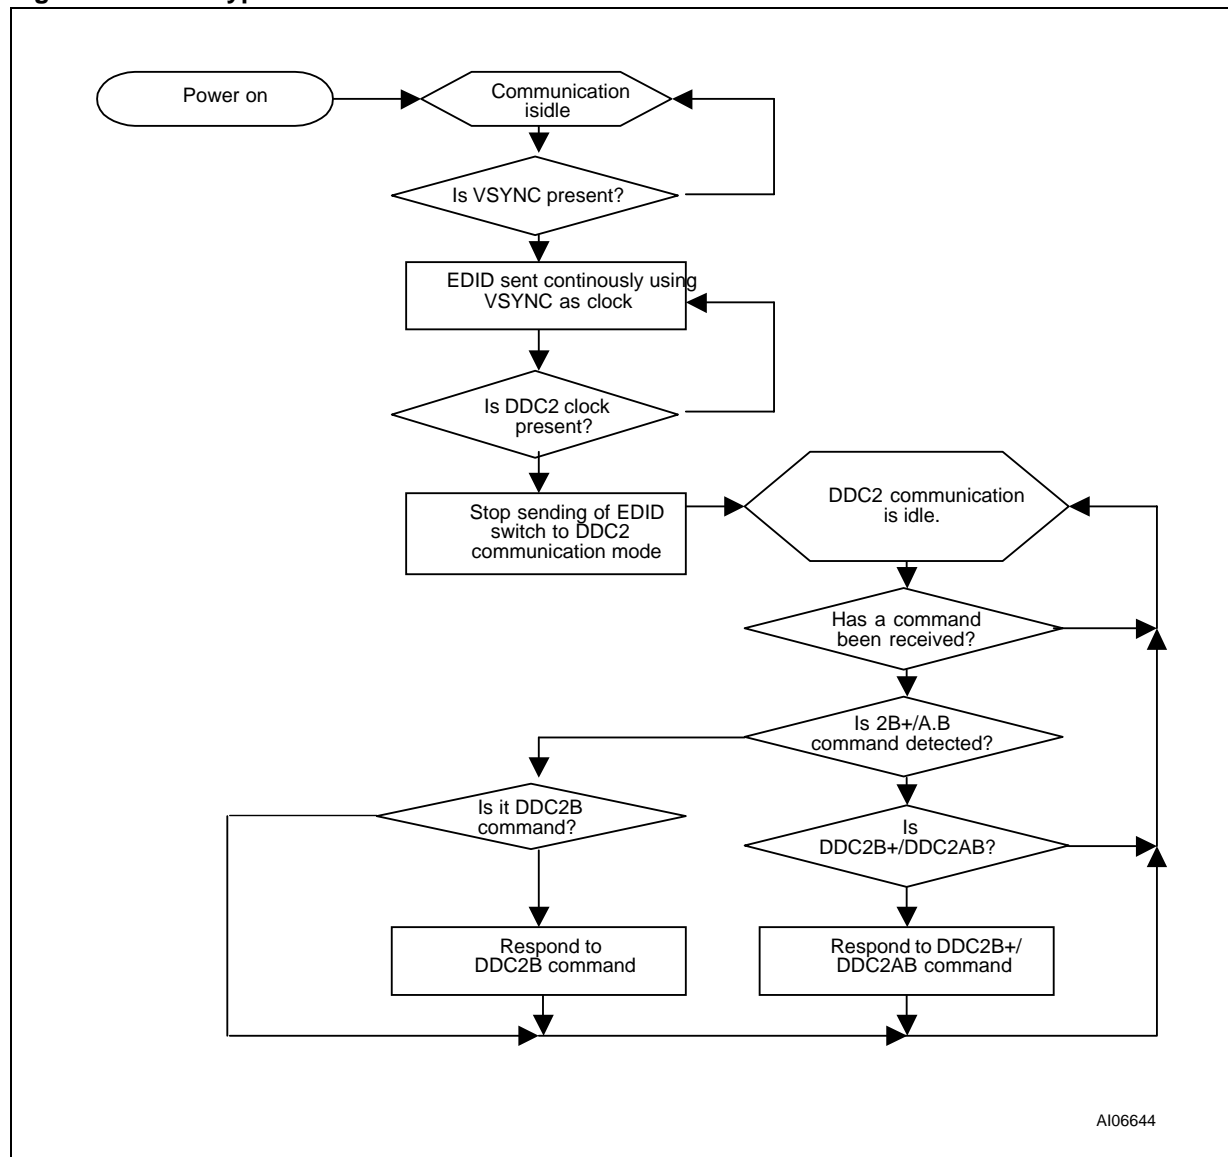 Power on
Communication
isidle
Is VSYNC present?
EDID sent continously using
VSYNC as clock
Is DDC2 clock
present?
Stop sending of EDID
switch to DDC2
communication mode
DDC2 communication
is idle.
Has a command
been received?
Is 2B+/A.B
command detected?
Is it DDC2B
command?
Is
DDC2B+/DDC2AB?
Respond to
DDC2B command
Respond to DDC2B+/
DDC2AB command
AI06644